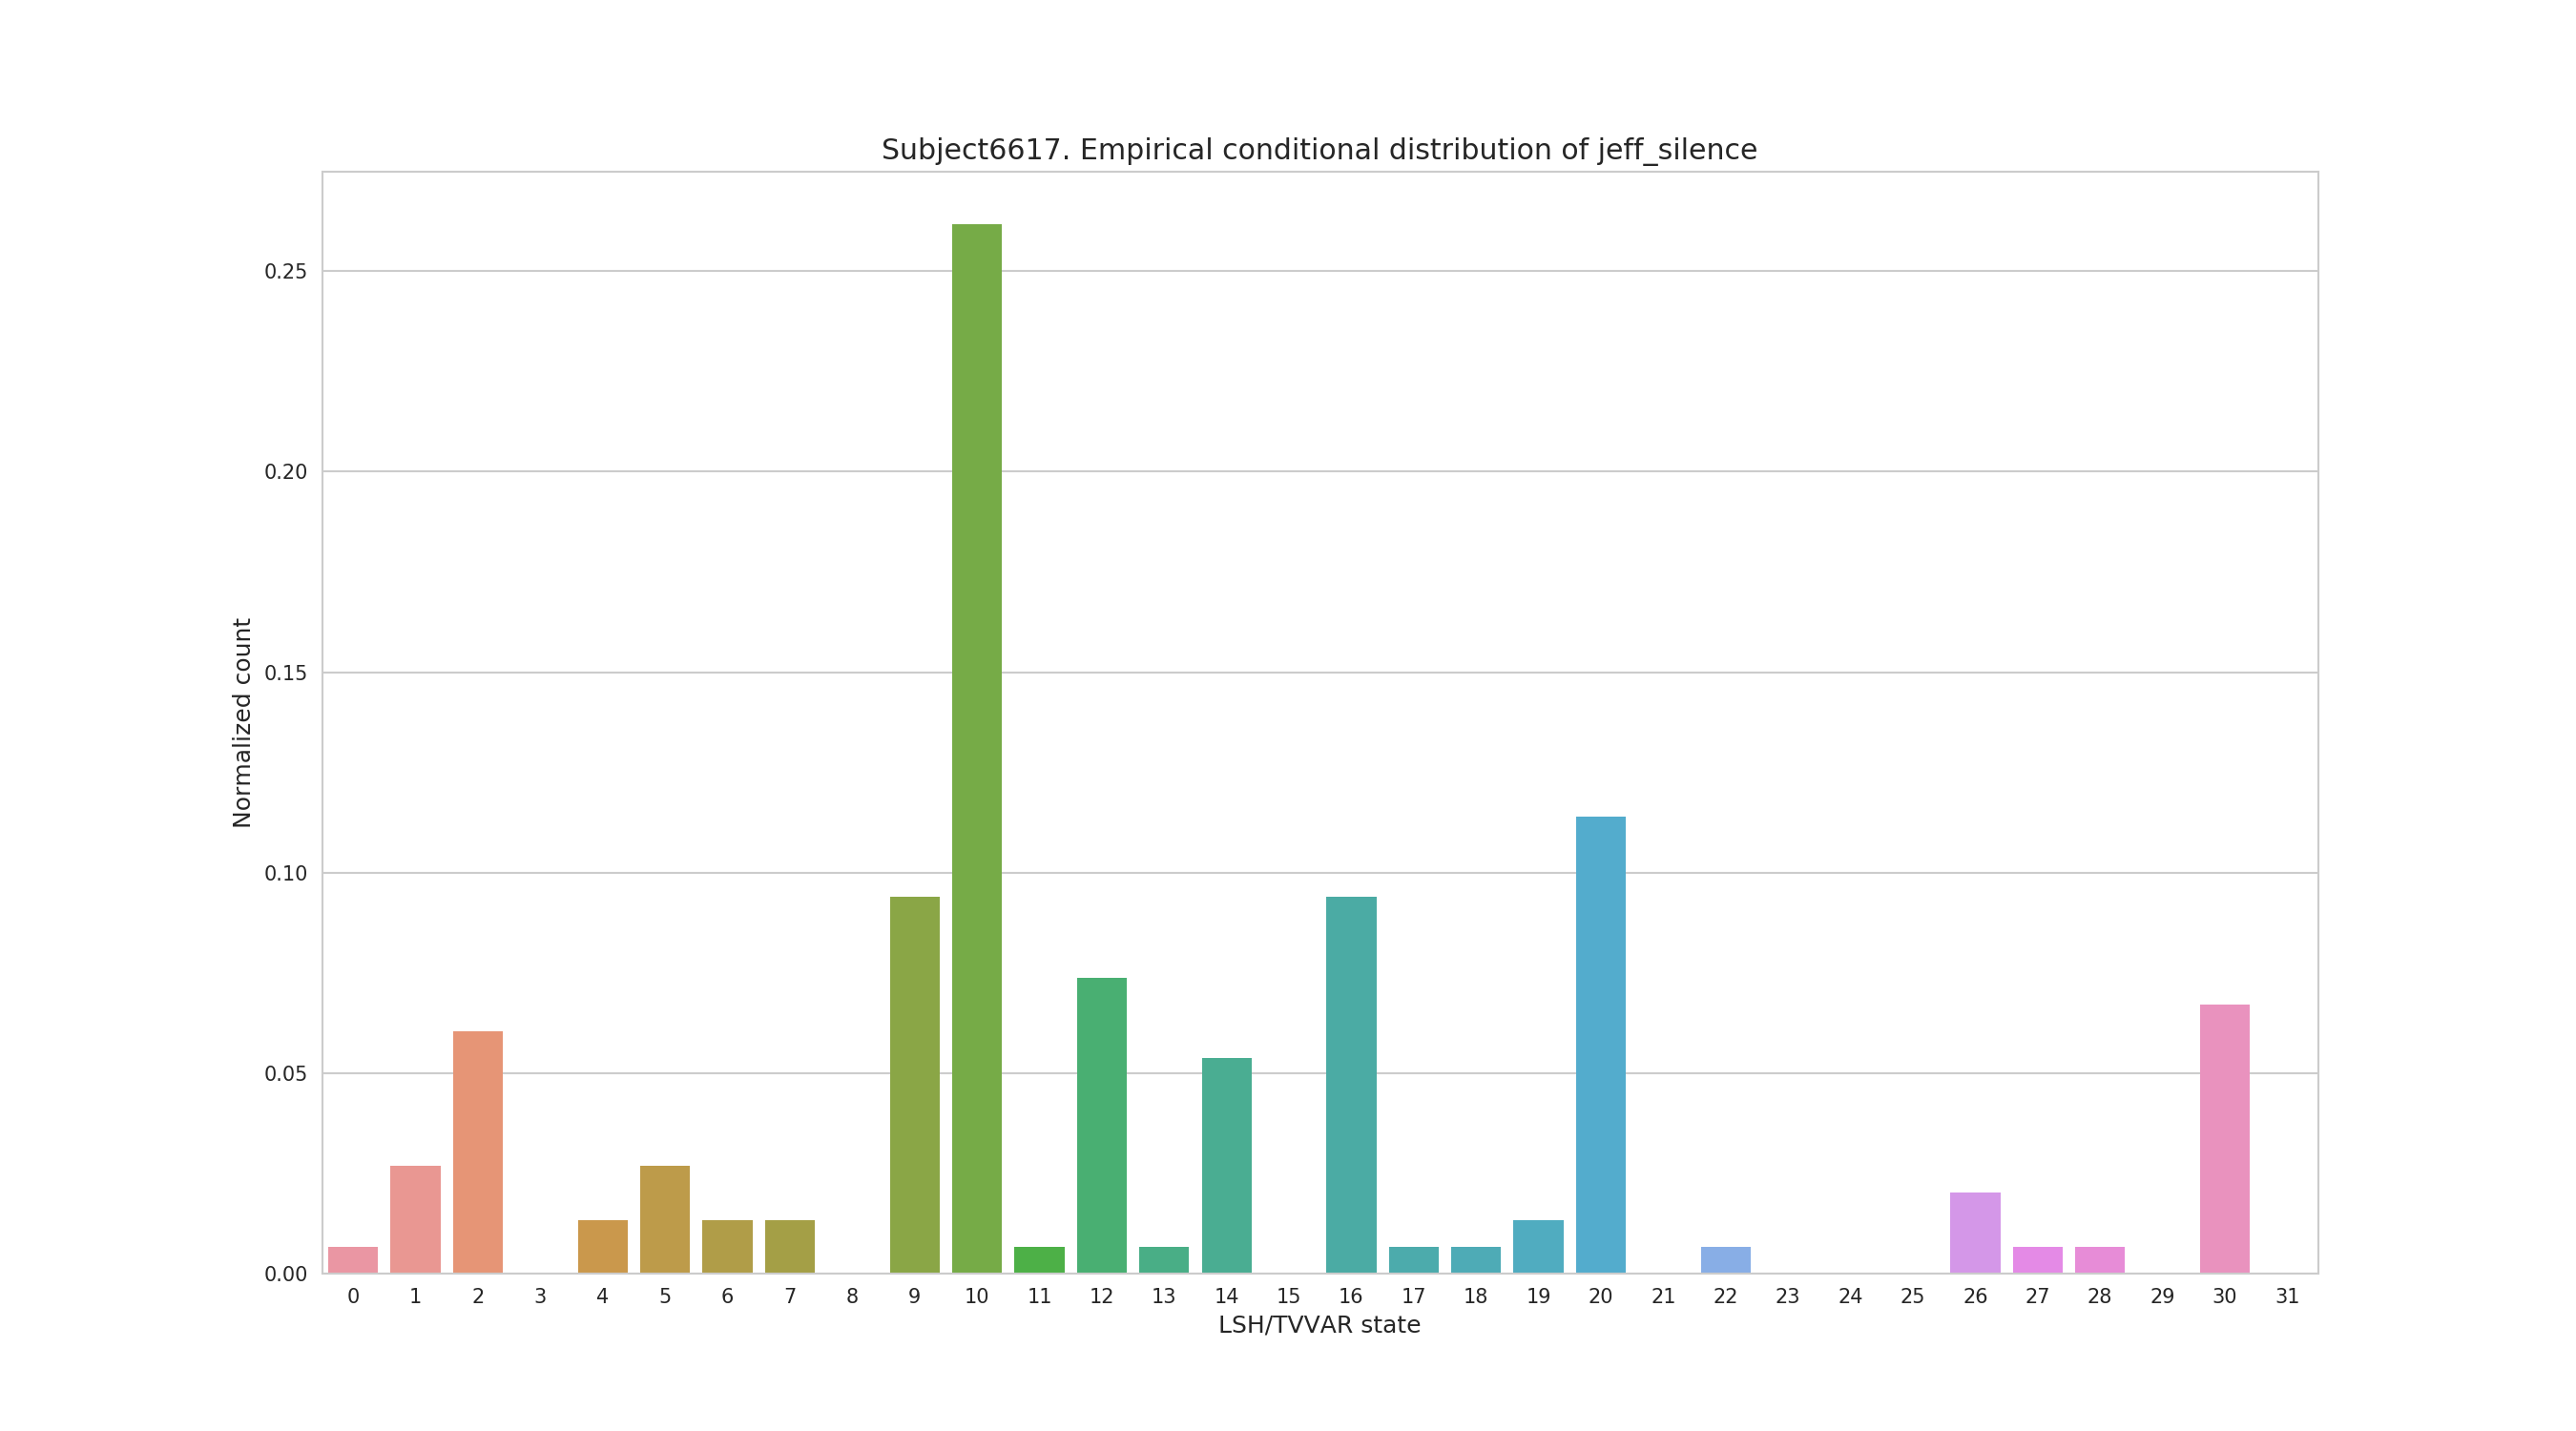 Subject6617. Empirical conditional distribution of jeff_silence
Normalized count
0.25
0.20
0.15
0.10
0.05
0.00
0 1 2 3 4 5 6 7 8 9 10 11 12 13 14 15 16 17 18 19 20 21 22 23 24 25 26 27 28 29 30 31
LSH/TVVAR state